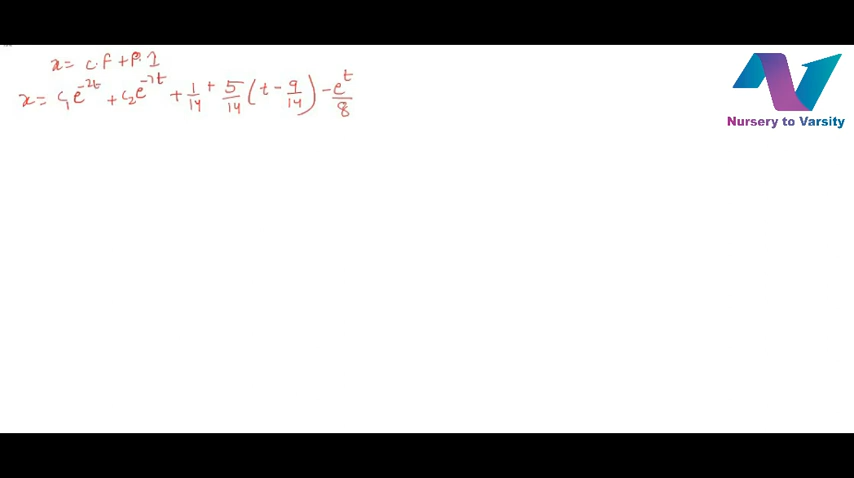 x = C.F + P.I
x = c₁e^{-2t} + c₂e^{-7t} + 1/14 + 5/14 (t - 9/14) - e^t/8
Nursery to Varsity